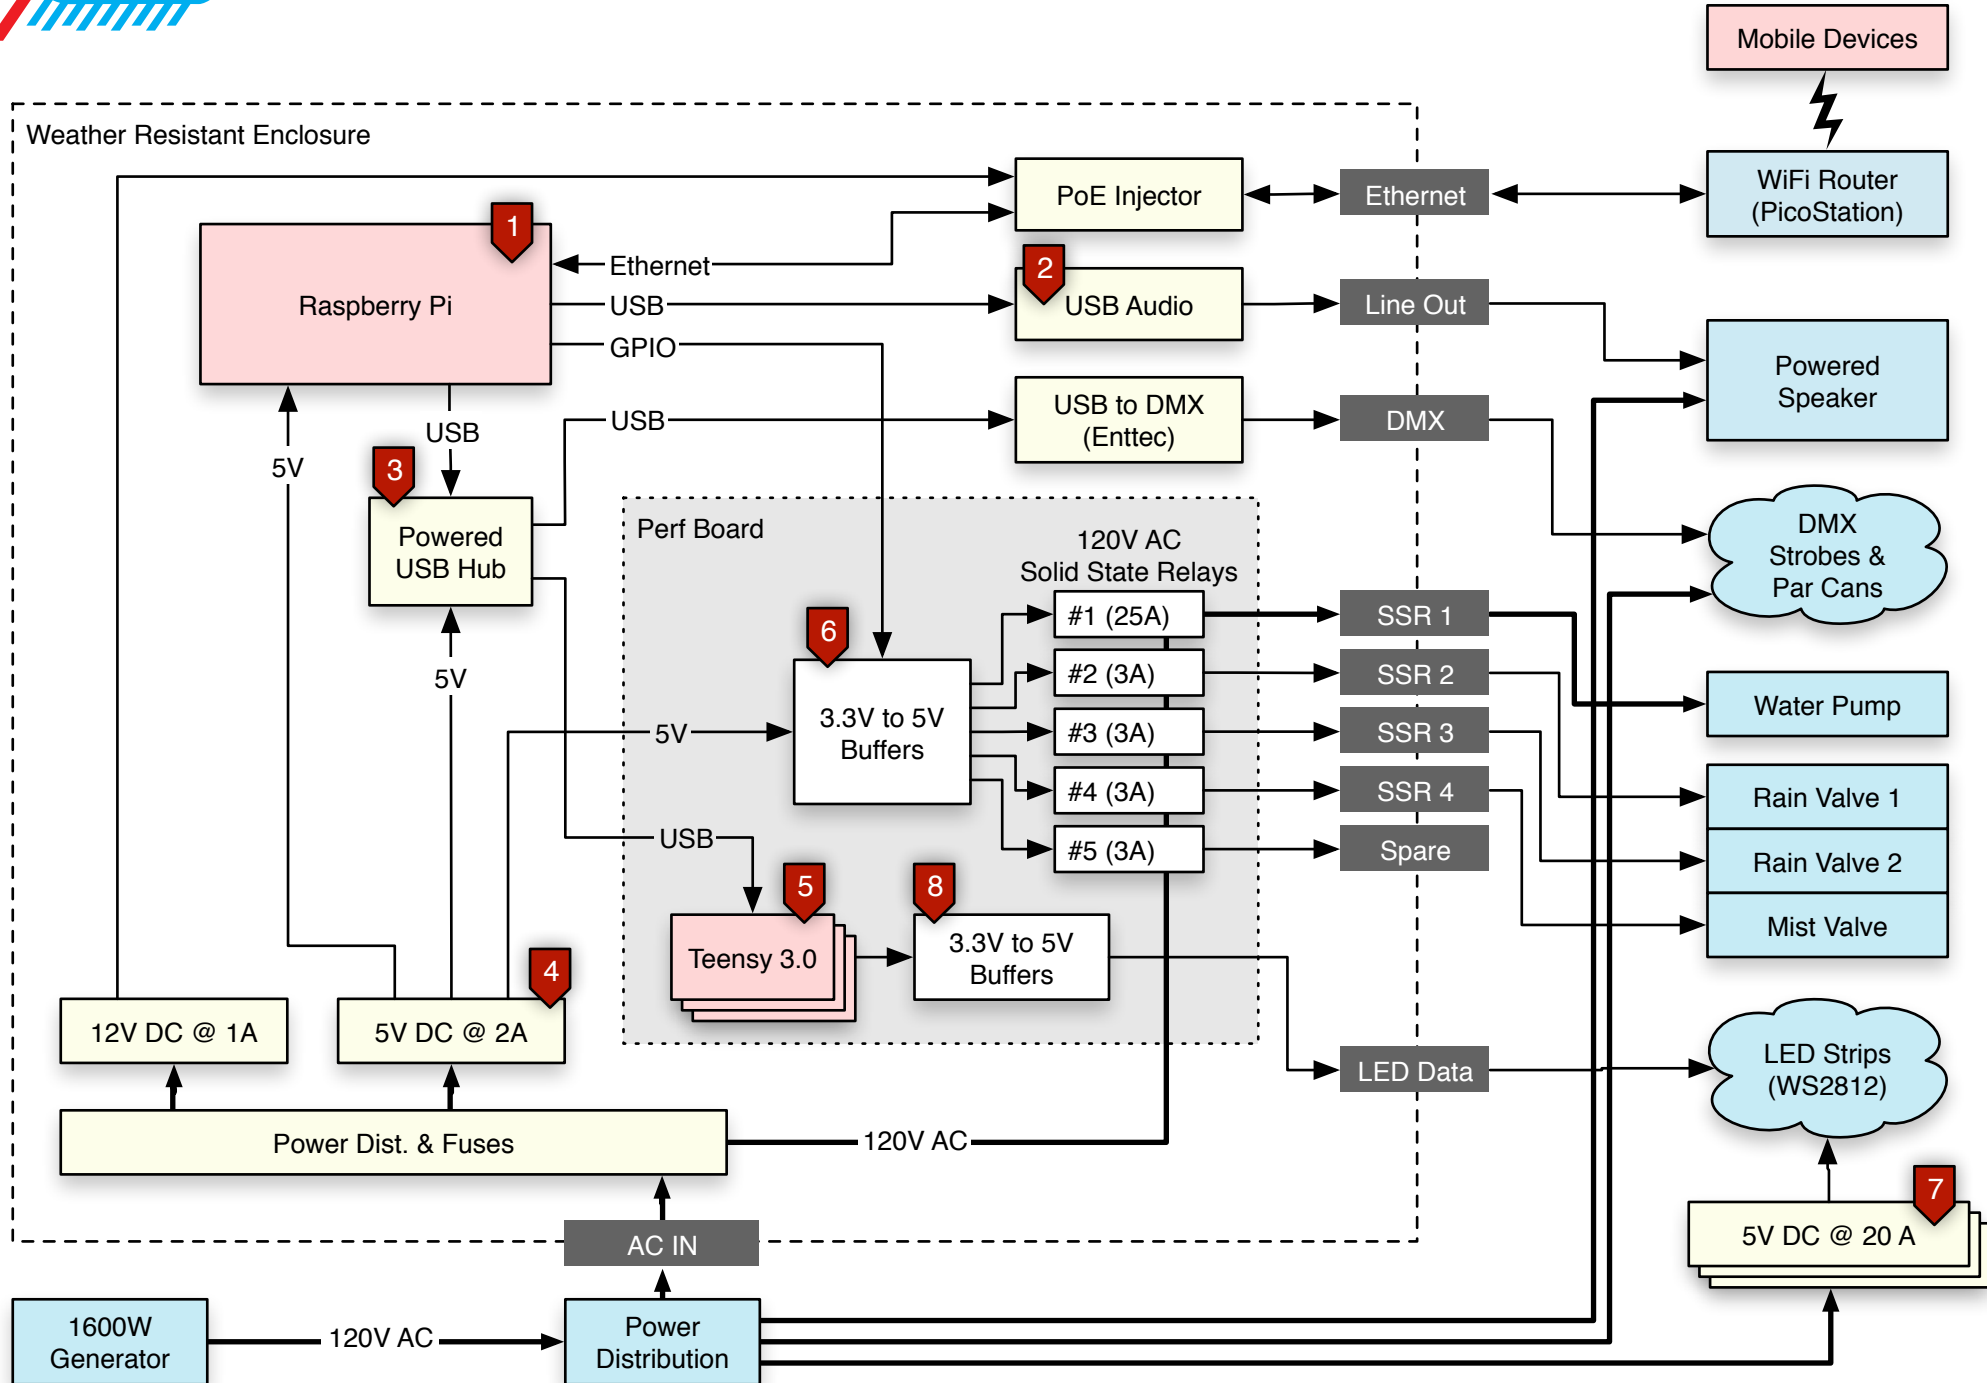 Mobile Devices
Weather Resistant Enclosure
PoE Injector
Ethernet
WiFi Router
(PicoStation)
1
Raspberry Pi
Ethernet
USB
GPIO
2
USB Audio
Line Out
Powered
Speaker
USB
5V
USB
USB to DMX
(Enttec)
DMX
3
Powered
USB Hub
DMX
Strobes &
Par Cans
Perf Board
120V AC
Solid State Relays
#1 (25A)
SSR 1
6
3.3V to 5V
Buffers
#2 (3A)
SSR 2
5V
5V
#3 (3A)
SSR 3
Water Pump
#4 (3A)
SSR 4
Rain Valve 1
USB
#5 (3A)
Spare
Rain Valve 2
5
8
Teensy 3.0
3.3V to 5V
Buffers
Mist Valve
4
12V DC @ 1A
5V DC @ 2A
LED Data
LED Strips
(WS2812)
Power Dist. & Fuses
120V AC
7
AC IN
5V DC @ 20 A
1600W
Generator
120V AC
Power
Distribution